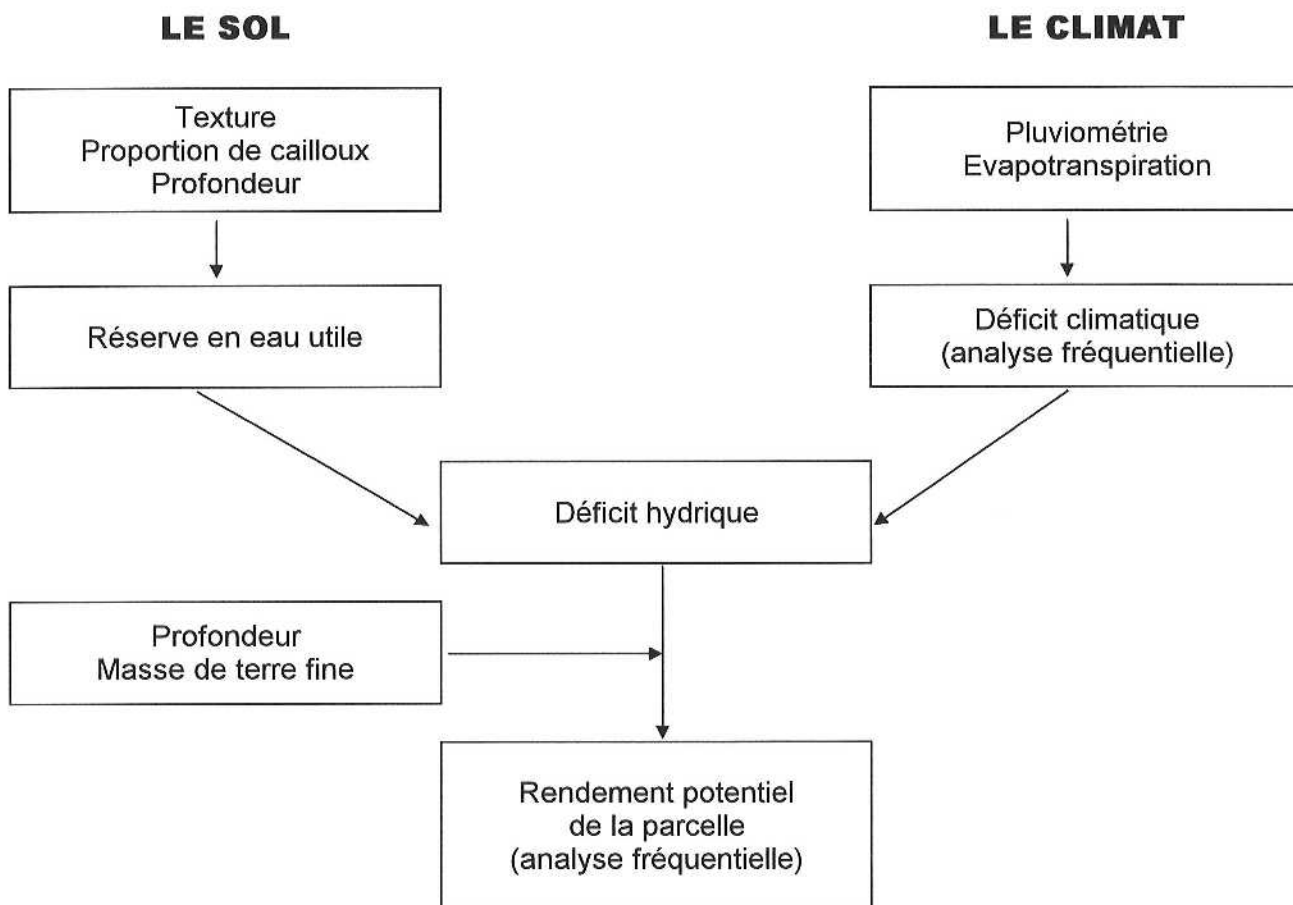 LE SOL
LE CLIMAT
Texture
Proportion de cailloux
Profondeur
Pluviométrie
Evapotranspiration
Réserve en eau utile
Déficit climatique
(analyse fréquentielle)
Déficit hydrique
Profondeur
Masse de terre fine
Rendement potentiel
de la parcelle
(analyse fréquentielle)